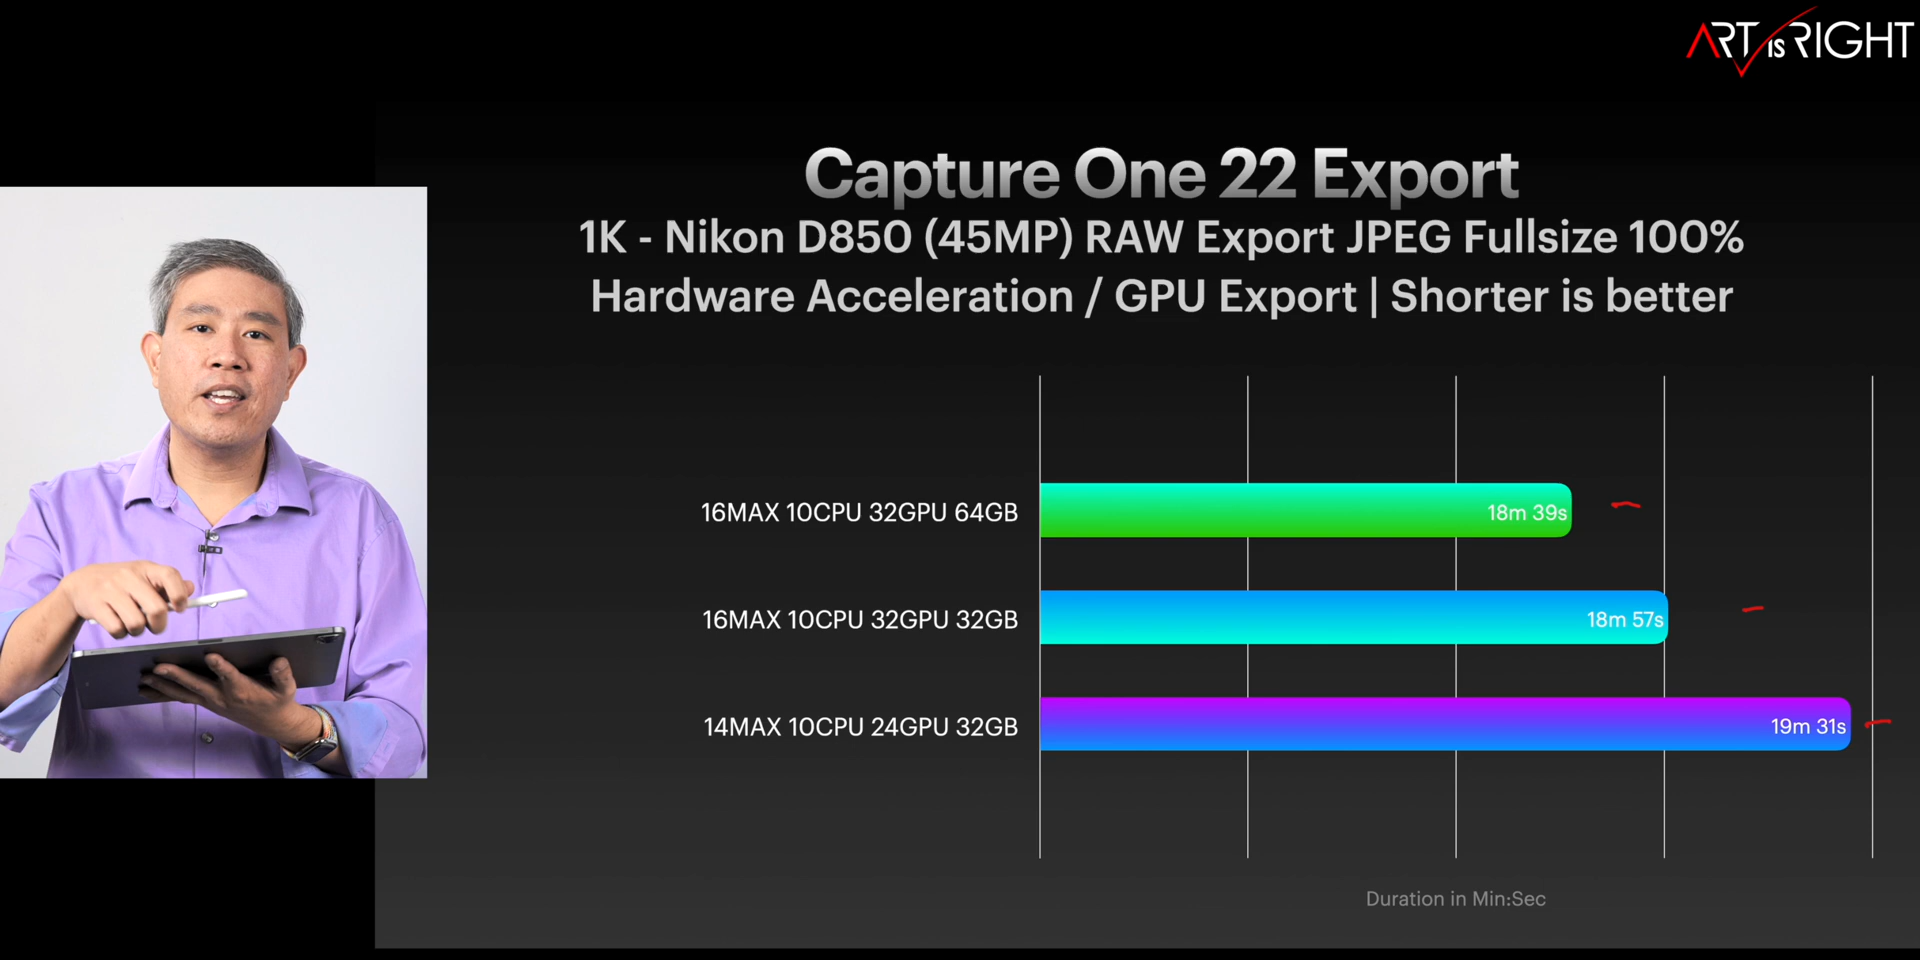 ART IS RIGHT
Capture One 22 Export
1K - Nikon D850 (45MP) RAW Export JPEG Fullsize 100%
Hardware Acceleration / GPU Export | Shorter is better
16MAX 10CPU 32GPU 64GB 18m 39s
16MAX 10CPU 32GPU 32GB 18m 57s
14MAX 10CPU 24GPU 32GB 19m 31s
Duration in Min:Sec